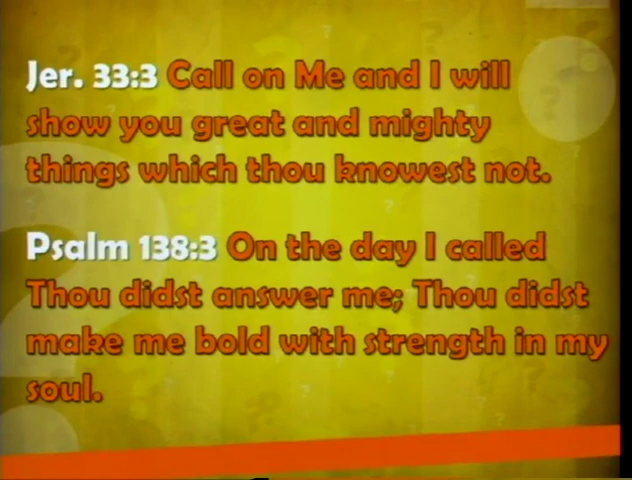 Jer. 33:3 Call on Me and I will
show you great and mighty
things which thou knowest not.
Psalm 138:3 On the day I called
Thou didst answer me; Thou didst
make me bold with strength in my
soul.